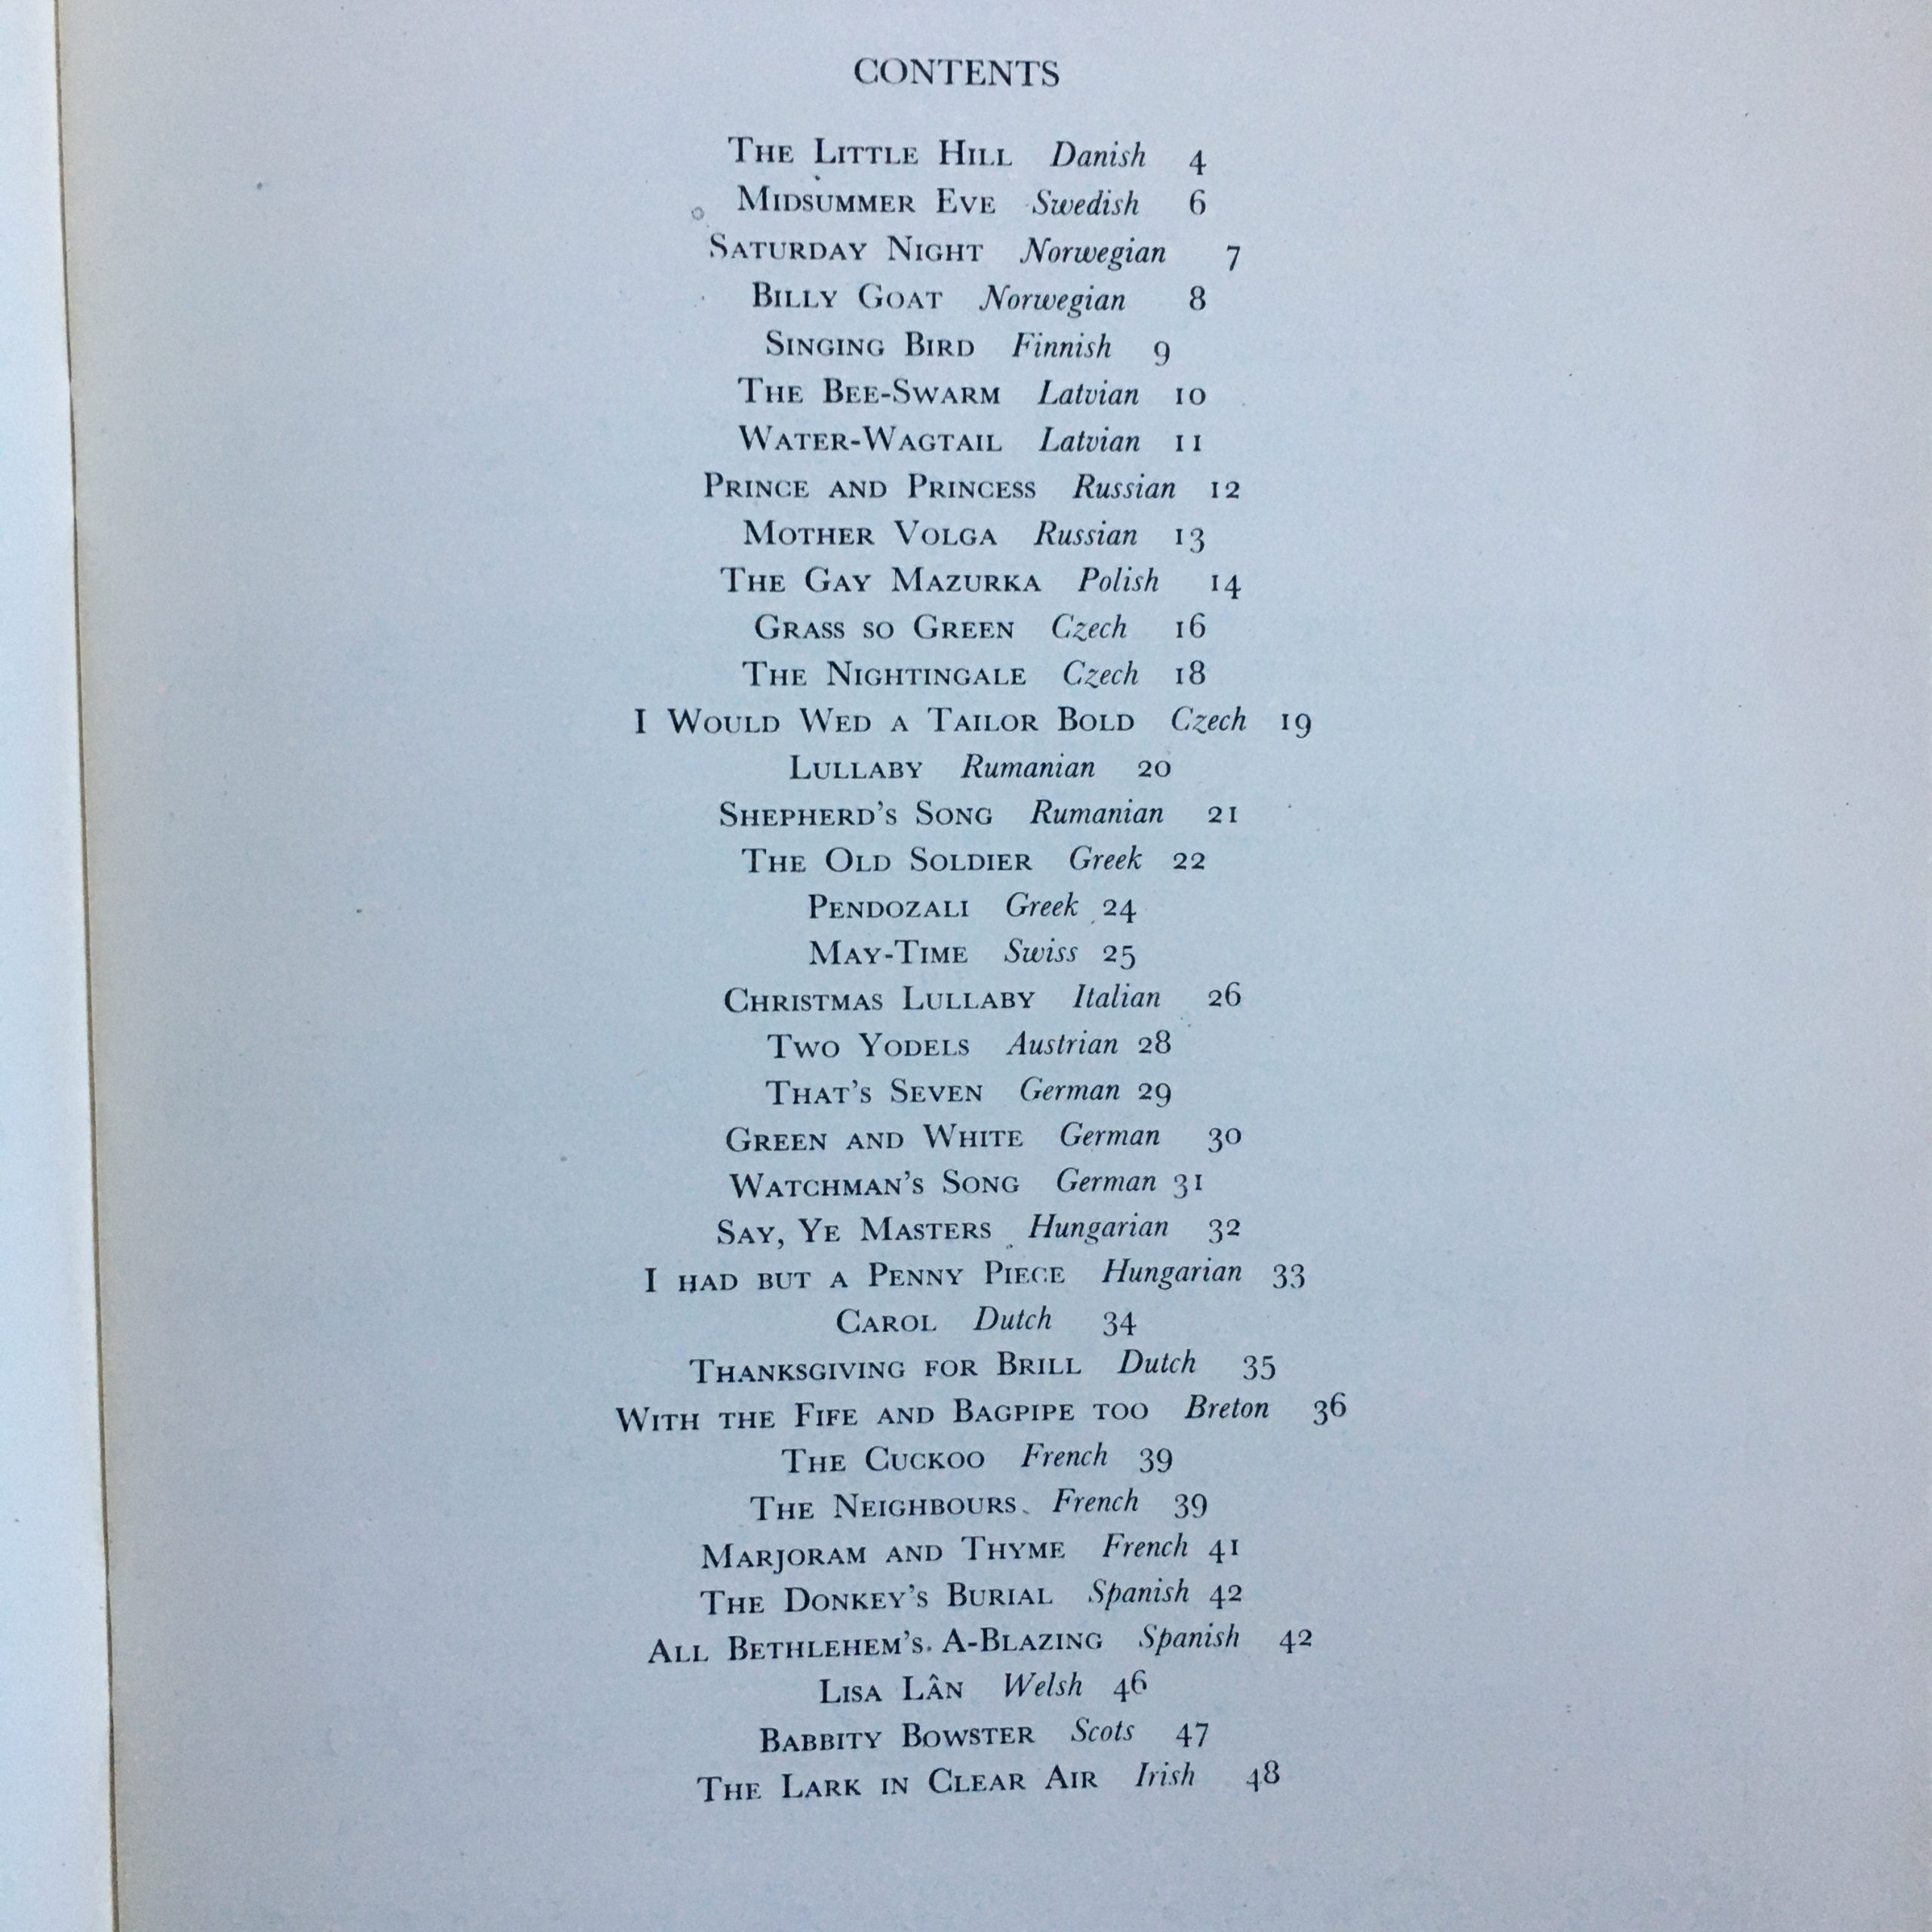 CONTENTS
THE LITTLE HILL Danish 4
MIDSUMMER EVE Swedish 6
SATURDAY NIGHT Norwegian 7
BILLY GOAT Norwegian 8
SINGING BIRD Finnish 9
THE BEE-SWARM Latvian 10
WATER-WAGTAIL Latvian 11
PRINCE AND PRINCESS Russian 12
MOTHER VOLGA Russian 13
THE GAY MAZURKA Polish 14
GRASS SO GREEN Czech 16
THE NIGHTINGALE Czech 18
I WOULD WED A TAILOR BOLD Czech 19
LULLABY Rumanian 20
SHEPHERD'S SONG Rumanian 21
THE OLD SOLDIER Greek 22
PENDOZALI Greek 24
MAY-TIME Swiss 25
CHRISTMAS LULLABY Italian 26
TWO YODELS Austrian 28
THAT'S SEVEN German 29
GREEN AND WHITE German 30
WATCHMAN'S SONG German 31
SAY, YE MASTERS Hungarian 32
I HAD BUT A PENNY PIECE Hungarian 33
CAROL Dutch 34
THANKSGIVING FOR BRILL Dutch 35
WITH THE FIFE AND BAGPIPE TOO Breton 36
THE CUCKOO French 39
THE NEIGHBOURS French 39
MARJORAM AND THYME French 41
THE DONKEY'S BURIAL Spanish 42
ALL BETHLEHEM'S A-BLAZING Spanish 42
LISA LÂN Welsh 46
BABBITY BOWSTER Scots 47
THE LARK IN CLEAR AIR Irish 48